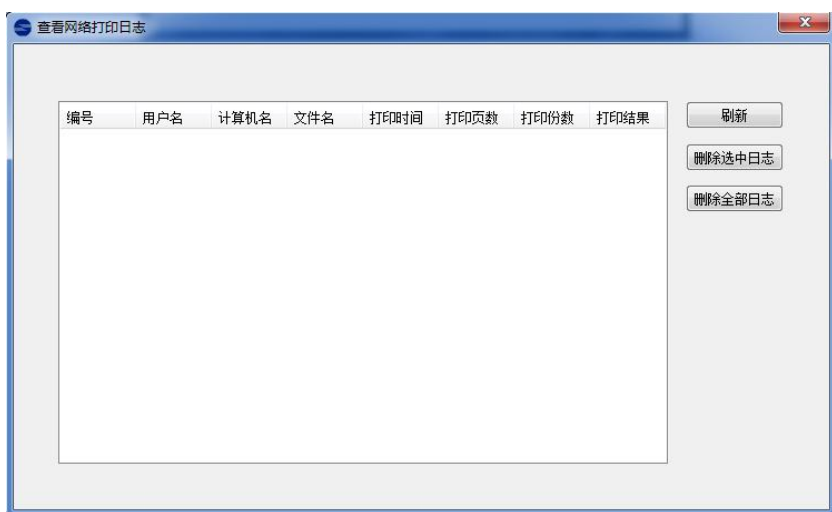 查看网络打印日志
编号 用户名 计算机名 文件名 打印时间 打印页数 打印份数 打印结果
刷新
删除选中日志
删除全部日志